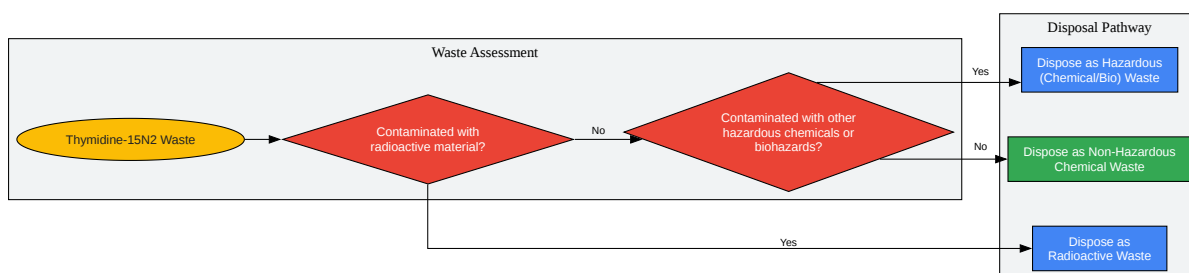 Disposal Pathway
Waste Assessment
Dispose as Hazardous
(Chemical/Bio) Waste
Yes
Thymidine-15N2 Waste
Contaminated with
radioactive material?
No
Contaminated with other
hazardous chemicals or
biohazards?
No
Dispose as Non-Hazardous
Chemical Waste
Yes
Dispose as
Radioactive Waste